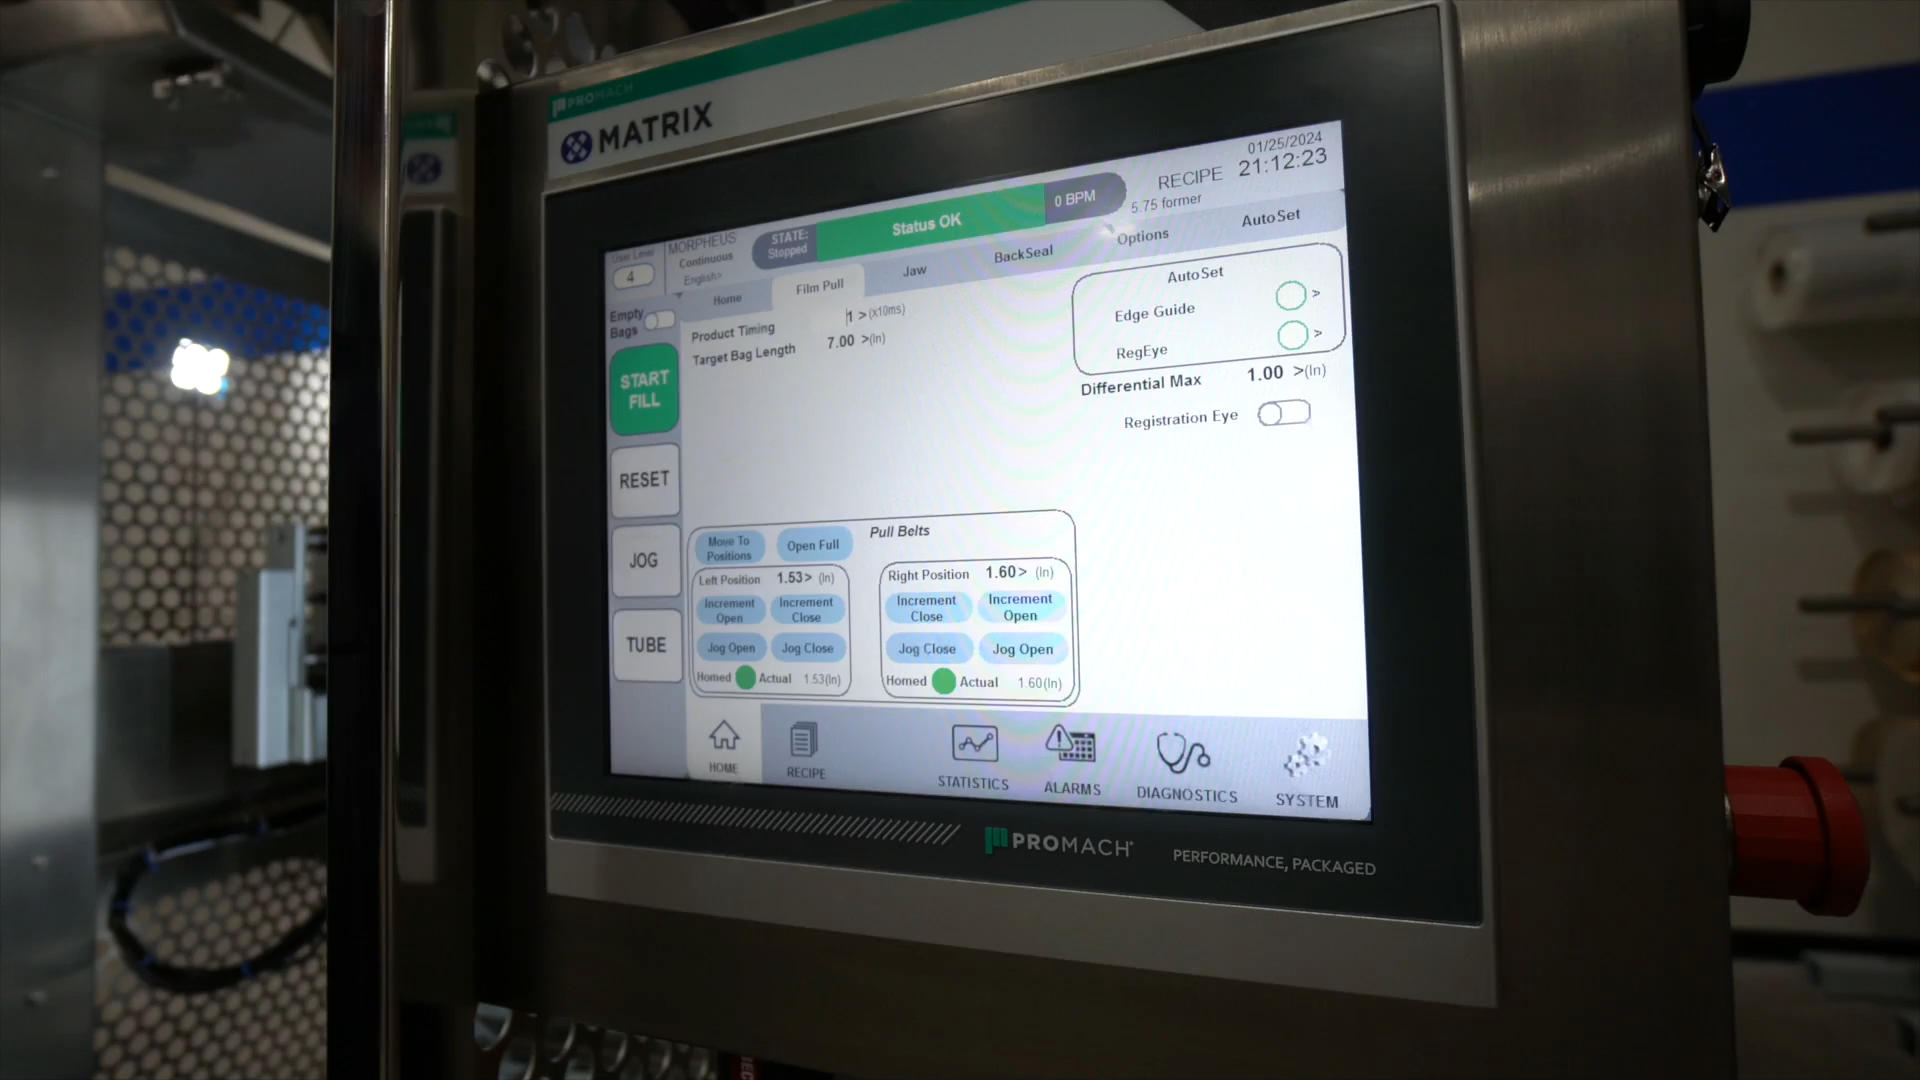 PROMACH
MATRIX
01/25/2024
21:12:23
RECIPE
5.75 former
User Level
4
MORPHEUS
Continuous
English>
STATE:
Stopped
Status OK
0 BPM
Home
Film Pull
Jaw
BackSeal
Options
AutoSet
Empty
Bags
START
FILL
RESET
JOG
TUBE
Product Timing 1 >(x10ms)
Target Bag Length 7.00 >(In)
AutoSet
Edge Guide >
RegEye >
Differential Max 1.00 >(In)
Registration Eye
Pull Belts
Move To
Positions
Open Full
Left Position 1.53> (In)
Increment
Open
Increment
Close
Jog Open
Jog Close
Homed Actual 1.53(In)
Right Position 1.60> (In)
Increment
Close
Increment
Open
Jog Close
Jog Open
Homed Actual 1.60(In)
HOME
RECIPE
STATISTICS
ALARMS
DIAGNOSTICS
SYSTEM
PROMACH
PERFORMANCE, PACKAGED